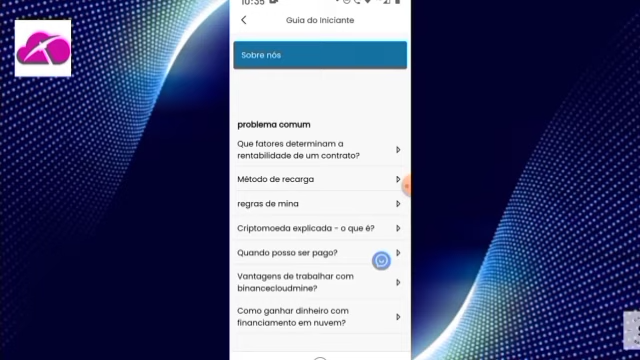 10:35
Guia do Iniciante
Sobre nós
problema comum
Que fatores determinam a
rentabilidade de um contrato?
Método de recarga
regras de mina
Criptomoeda explicada - o que é?
Quando posso ser pago?
Vantagens de trabalhar com
binancecloudmine?
Como ganhar dinheiro com
financiamento em nuvem?